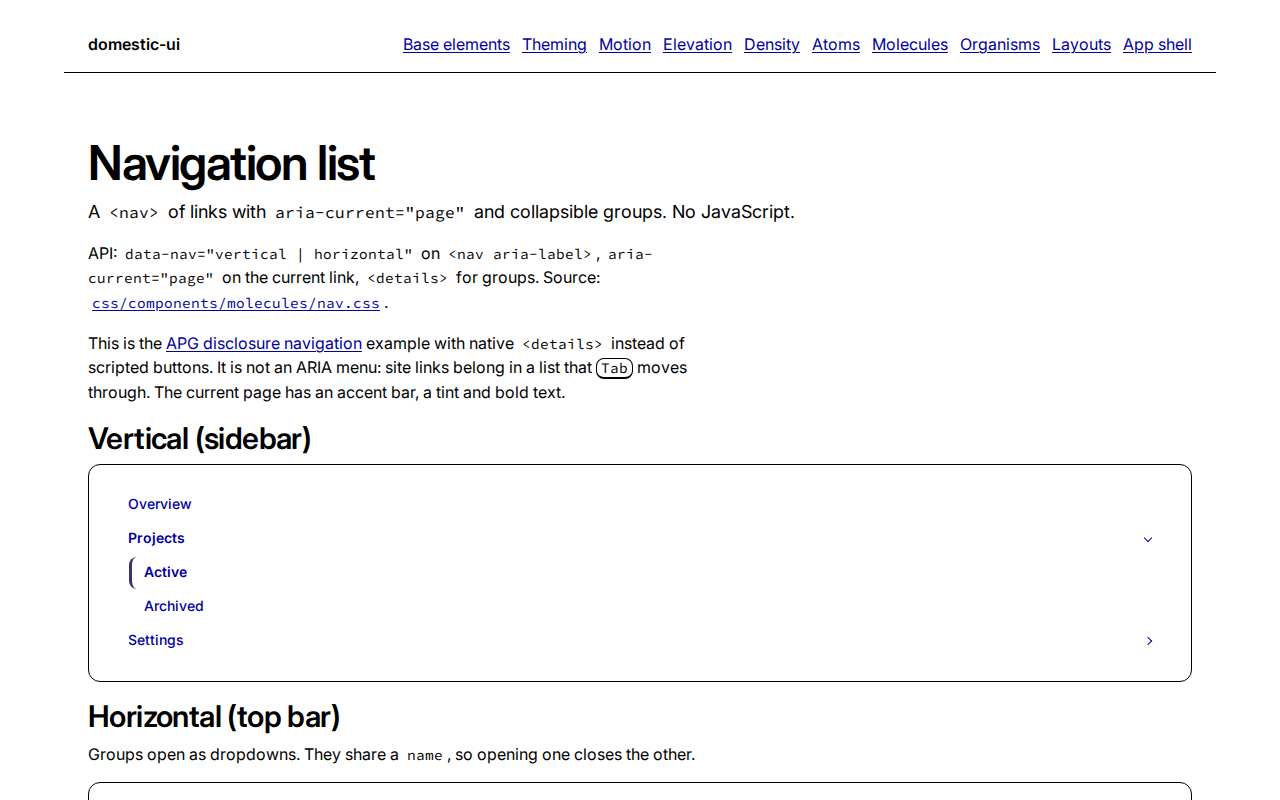 domestic-ui
Base elements Theming Motion Elevation Density Atoms Molecules Organisms Layouts App shell
Navigation list
A <nav> of links with aria-current="page" and collapsible groups. No JavaScript.
API: data-nav="vertical | horizontal" on <nav aria-label>, aria-
current="page" on the current link, <details> for groups. Source:
css/components/molecules/nav.css.
This is the APG disclosure navigation example with native <details> instead of
scripted buttons. It is not an ARIA menu: site links belong in a list that Tab moves
through. The current page has an accent bar, a tint and bold text.
Vertical (sidebar)
Overview
Projects
Active
Archived
Settings
Horizontal (top bar)
Groups open as dropdowns. They share a name, so opening one closes the other.